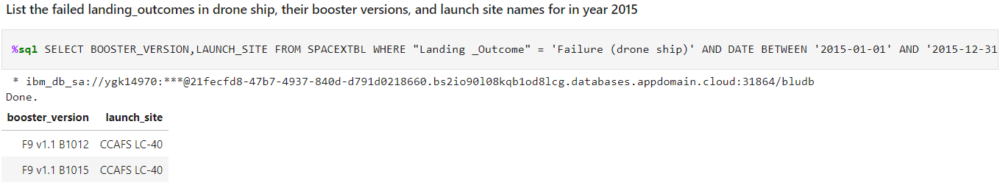 List the failed landing_outcomes in drone ship, their booster versions, and launch site names for in year 2015
%sql SELECT BOOSTER_VERSION,LAUNCH_SITE FROM SPACEXTBL WHERE "Landing _Outcome" = 'Failure (drone ship)' AND DATE BETWEEN '2015-01-01' AND '2015-12-31
* ibm_db_sa://ygk14970:***@21fecfd8-47b7-4937-840d-d791d0218660.bs2io90l08kqb1od8lcg.databases.appdomain.cloud:31864/bludb
Done.
booster_version launch_site
F9 v1.1 B1012 CCAFS LC-40
F9 v1.1 B1015 CCAFS LC-40